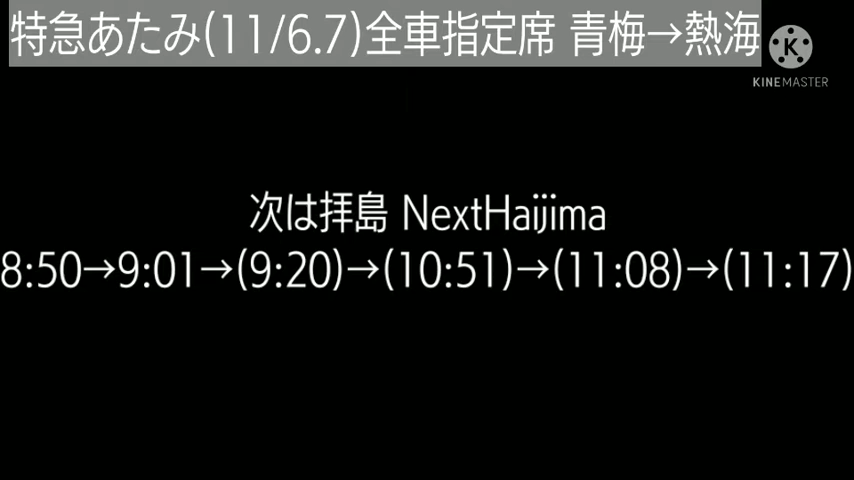 特急あたみ(11/6.7)全車指定席 青梅→熱海
K
KINEMASTER
次は拝島 NextHaijima
8:50→9:01→(9:20)→(10:51)→(11:08)→(11:17)